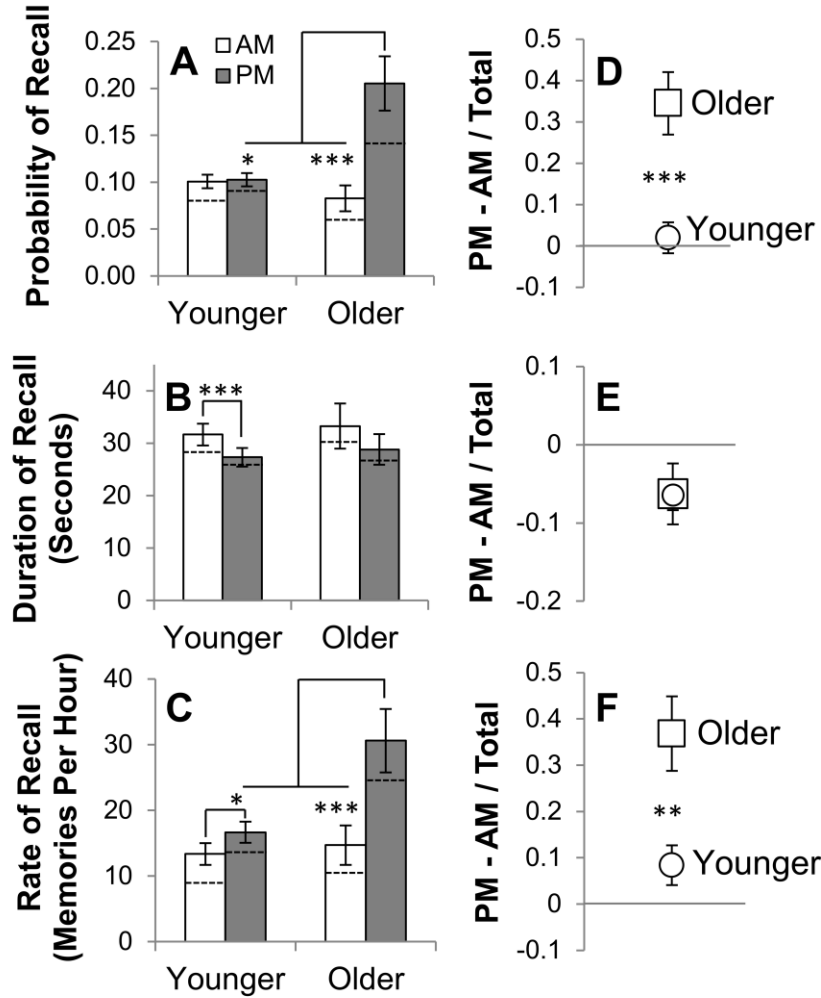 A
AM
PM
Probability of Recall
0.25
0.20
0.15
0.10
0.05
0.00
*
***
Younger
Older
D
PM - AM / Total
0.5
0.4
0.3
0.2
0.1
0
-0.1
Older
***
Younger
B
Duration of Recall
(Seconds)
40
30
20
10
0
***
Younger
Older
E
PM - AM / Total
0.1
0
-0.1
-0.2
C
Rate of Recall
(Memories Per Hour)
40
30
20
10
0
*
***
Younger
Older
F
PM - AM / Total
0.5
0.4
0.3
0.2
0.1
0
-0.1
Older
**
Younger